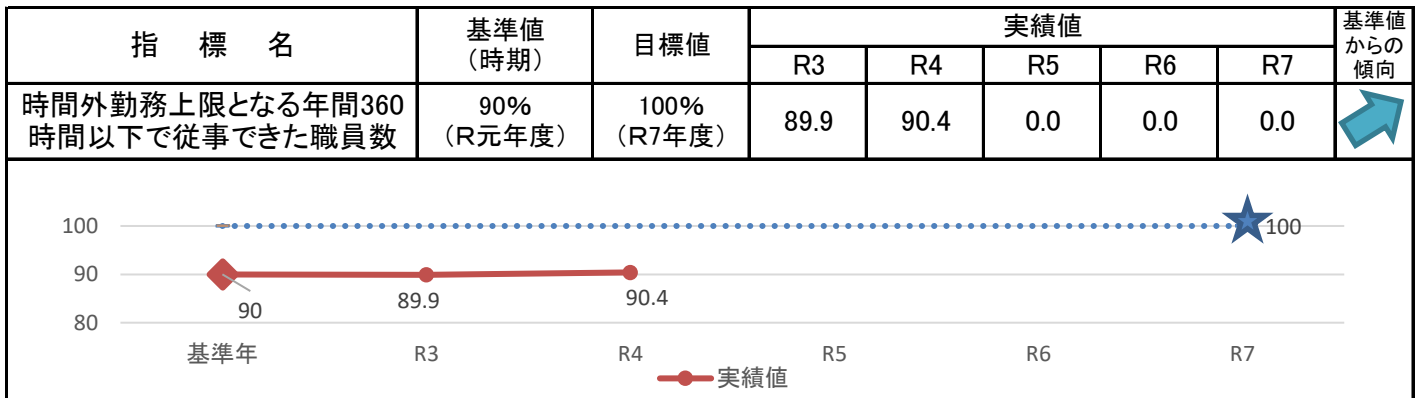 指 標 名
基準値
（時期）
目標値
実績値
基準値
からの
傾向
R3 R4 R5 R6 R7
時間外勤務上限となる年間360
時間以下で従事できた職員数
90%
（R元年度）
100%
（R7年度）
89.9 90.4 0.0 0.0 0.0
100
100
90
90
89.9
90.4
80
基準年 R3 R4 R5 R6 R7
実績値